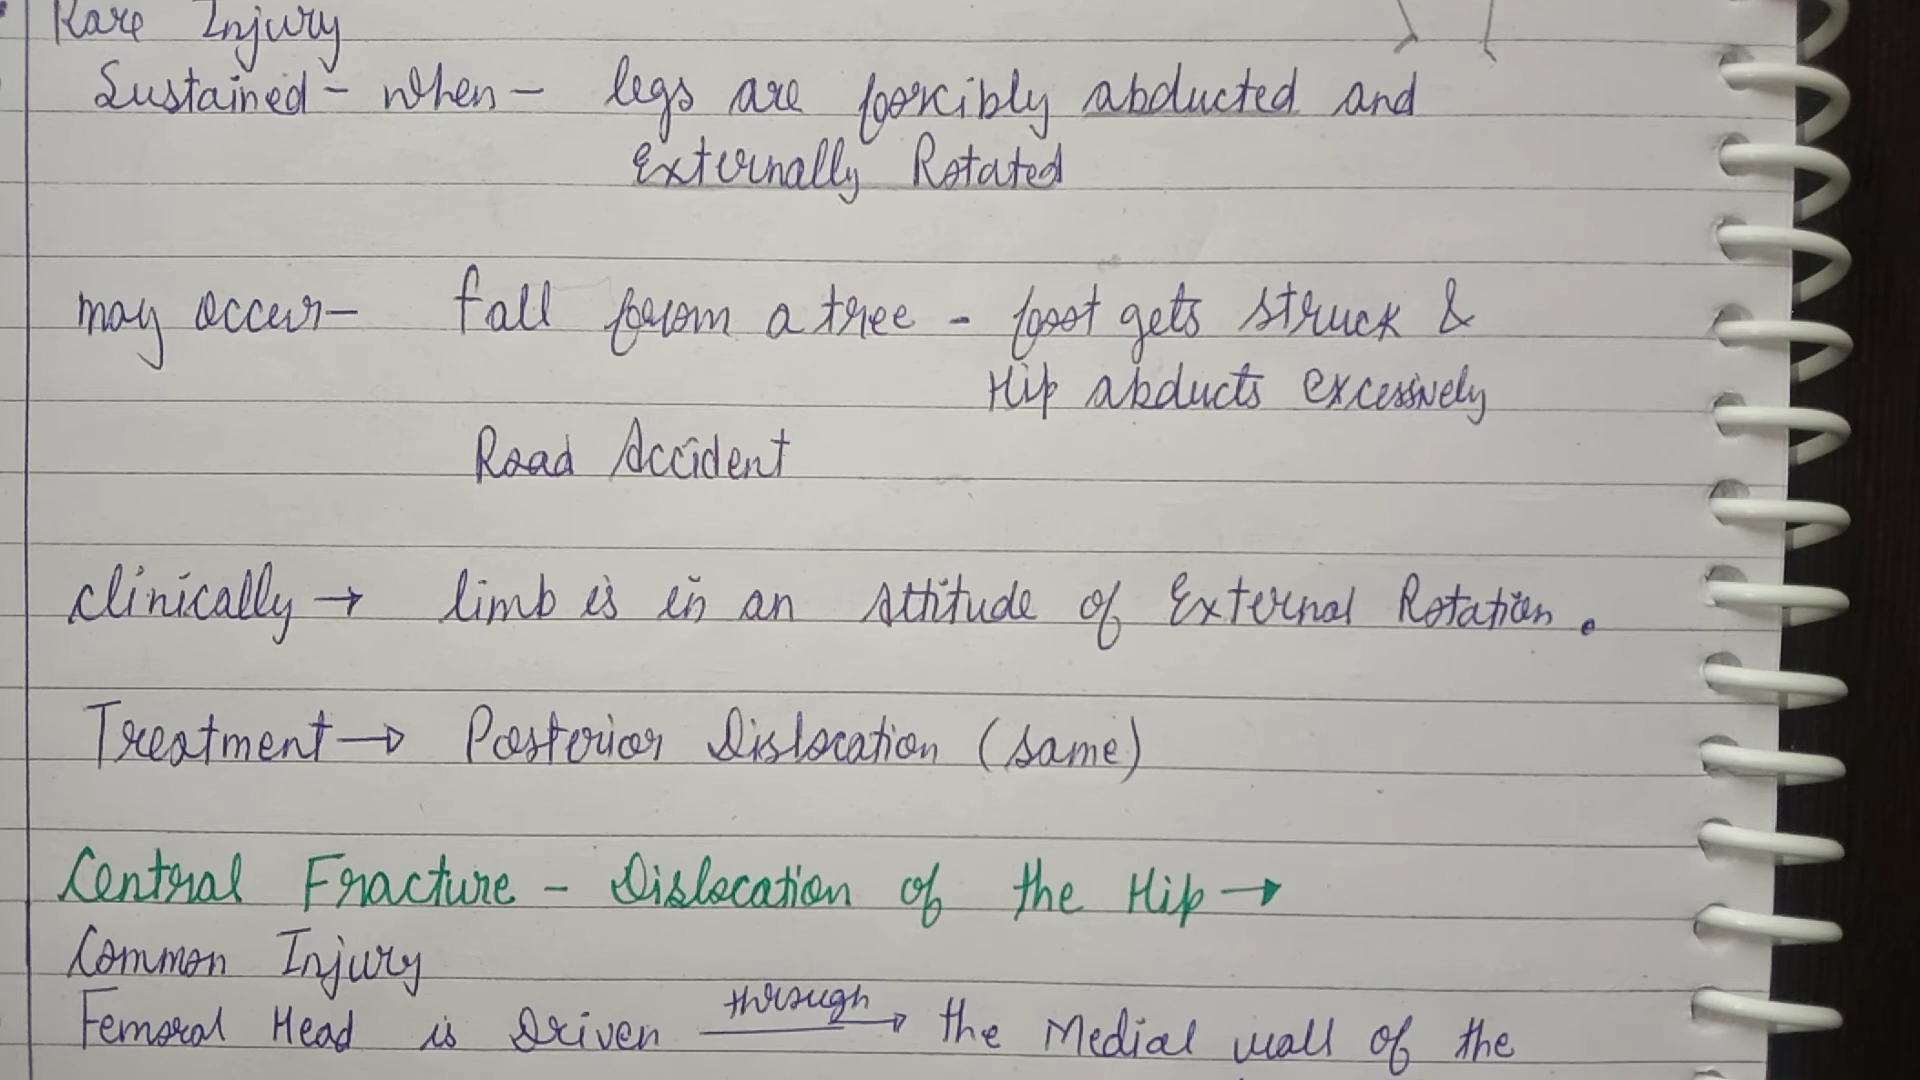 Rare Injury
Sustained - when - legs are forcibly abducted and
Externally Rotated
may occur - fall from a tree - foot gets struck &
Hip abducts excessively
Road Accident
clinically → limb is in an Attitude of External Rotation.
Treatment → Posterior Dislocation (same)
Central Fracture - Dislocation of the Hip →
Common Injury
Femoral Head is Driven through → the Medial wall of the